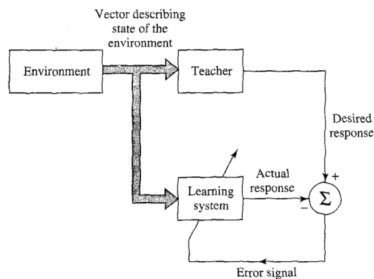 Vector describing
state of the
environment
Environment
Teacher
Desired
response
Actual
response
+
Learning
system
−
Σ
Error signal